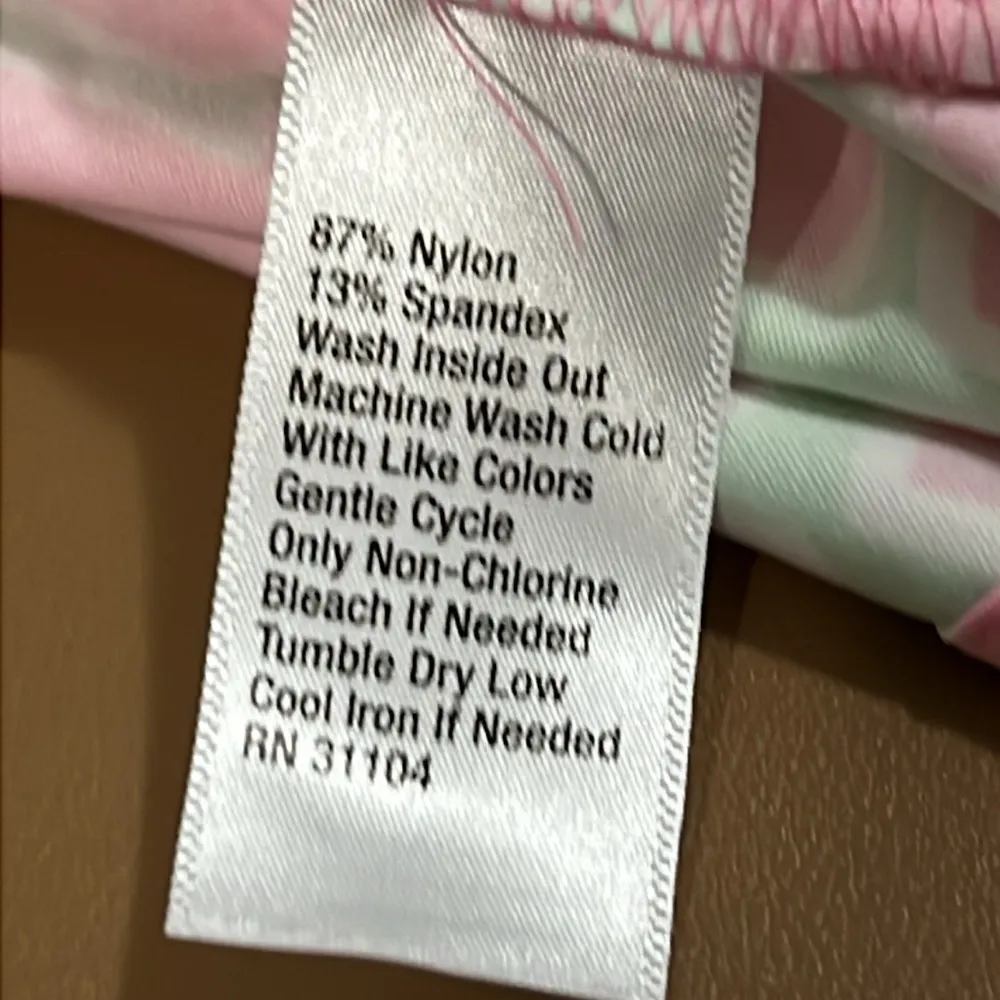 87% Nylon
13% Spandex
Wash Inside Out
Machine Wash Cold
With Like Colors
Gentle Cycle
Only Non-Chlorine
Bleach If Needed
Tumble Dry Low
Cool Iron If Needed
RN 31104